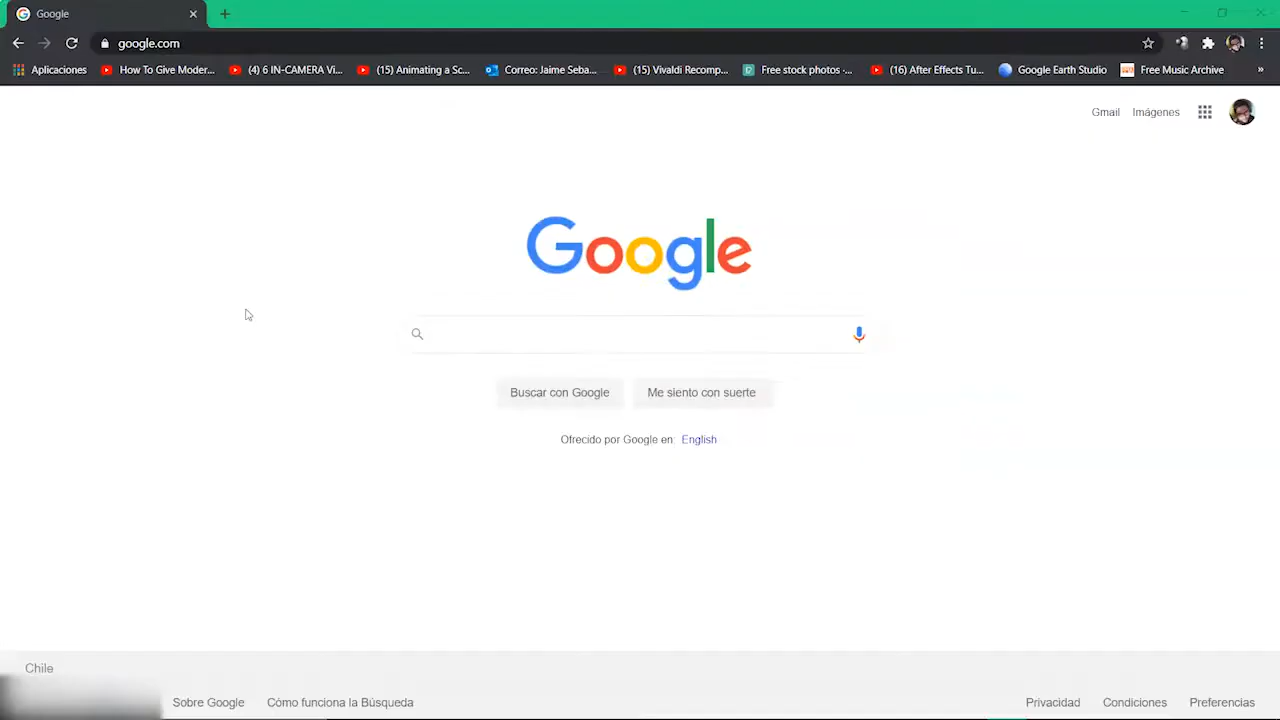 Google
google.com
Aplicaciones How To Give Moder... (4) 6 IN-CAMERA Vi... (15) Animating a Sc... Correo: Jaime Seba... (15) Vivaldi Recomp... Free stock photos -... (16) After Effects Tu... Google Earth Studio Free Music Archive »
Gmail Imágenes
Google
Buscar con Google Me siento con suerte
Ofrecido por Google en: English
Chile
Sobre Google Cómo funciona la Búsqueda Privacidad Condiciones Preferencias